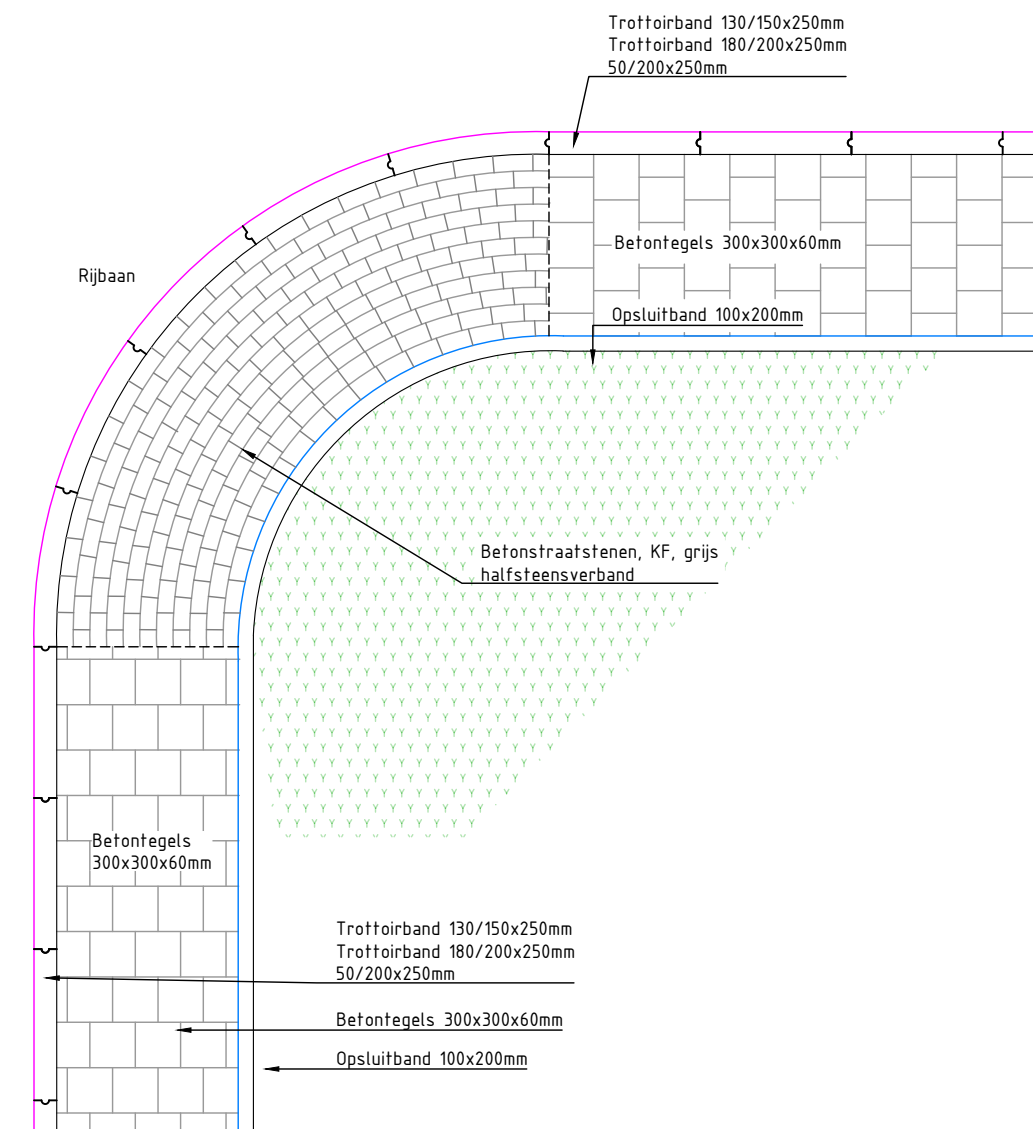 Trottoirband 130/150x250mm
Trottoirband 180/200x250mm
50/200x250mm
Betontegels 300x300x60mm
Rijbaan
Opsluitband 100x200mm
Betonstraatstenen, KF, grijs
halfsteensverband
Betontegels
300x300x60mm
Trottoirband 130/150x250mm
Trottoirband 180/200x250mm
50/200x250mm
Betontegels 300x300x60mm
Opsluitband 100x200mm